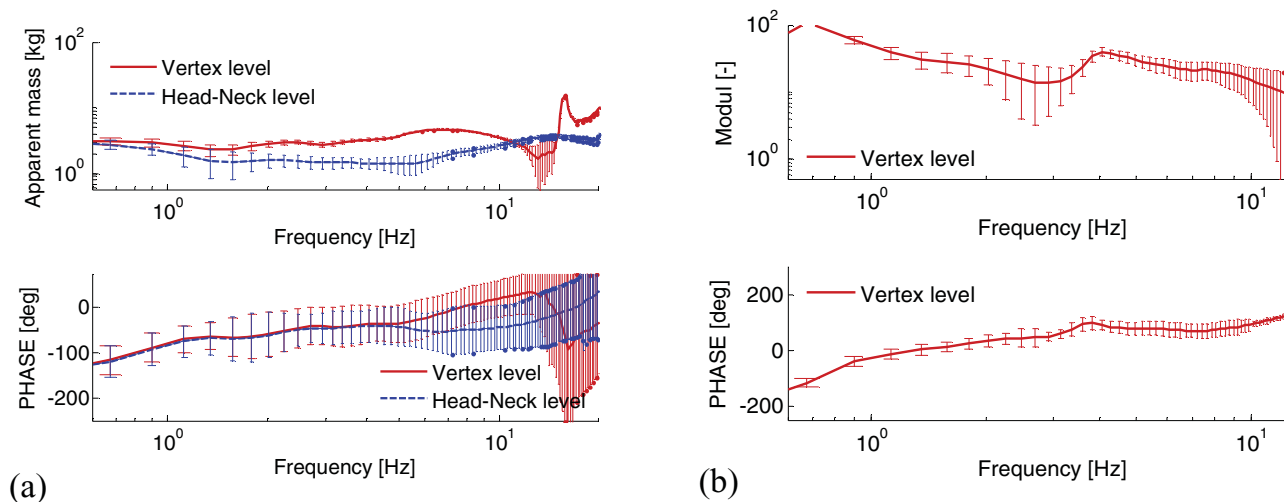 10²
10⁰
Apparent mass [kg]
Vertex level
Head-Neck level
10⁰
10¹
Frequency [Hz]
0
-100
-200
PHASE [deg]
Vertex level
Head-Neck level
10⁰
10¹
Frequency [Hz]
(a)
10²
10¹
10⁰
Modul [-]
Vertex level
10⁰
10¹
Frequency [Hz]
200
0
-200
PHASE [deg]
Vertex level
10⁰
10¹
Frequency [Hz]
(b)